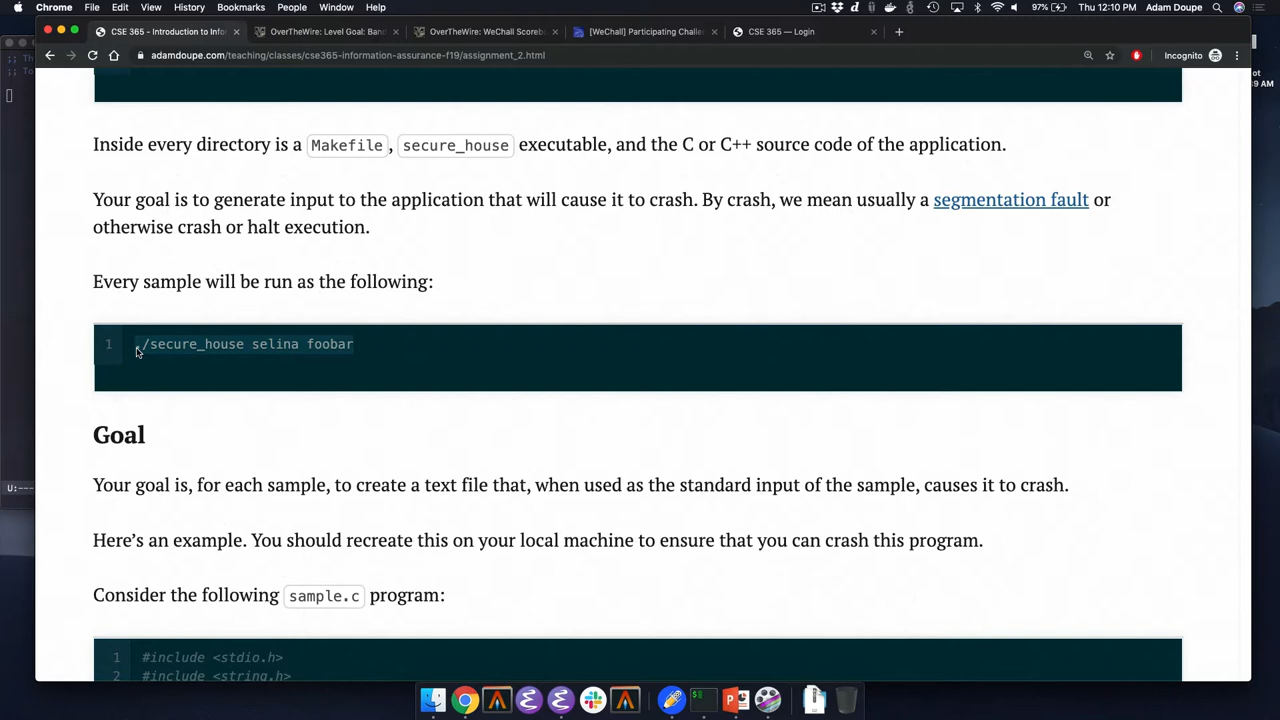 Chrome File Edit View History Bookmarks People Window Help 97% Thu 12:10 PM Adam Doupe
CSE 365 - Introduction to Info OverTheWire: Level Goal: Band OverTheWire: WeChall Scoreb [WeChall] Participating Challe CSE 365 — Login
adamdoupe.com/teaching/classes/cse365-information-assurance-f19/assignment_2.html Incognito
Inside every directory is a Makefile, secure_house executable, and the C or C++ source code of the application.
Your goal is to generate input to the application that will cause it to crash. By crash, we mean usually a segmentation fault or
otherwise crash or halt execution.
Every sample will be run as the following:
1 ./secure_house selina foobar
Goal
Your goal is, for each sample, to create a text file that, when used as the standard input of the sample, causes it to crash.
Here's an example. You should recreate this on your local machine to ensure that you can crash this program.
Consider the following sample.c program:
1 #include <stdio.h>
2 #include <string.h>